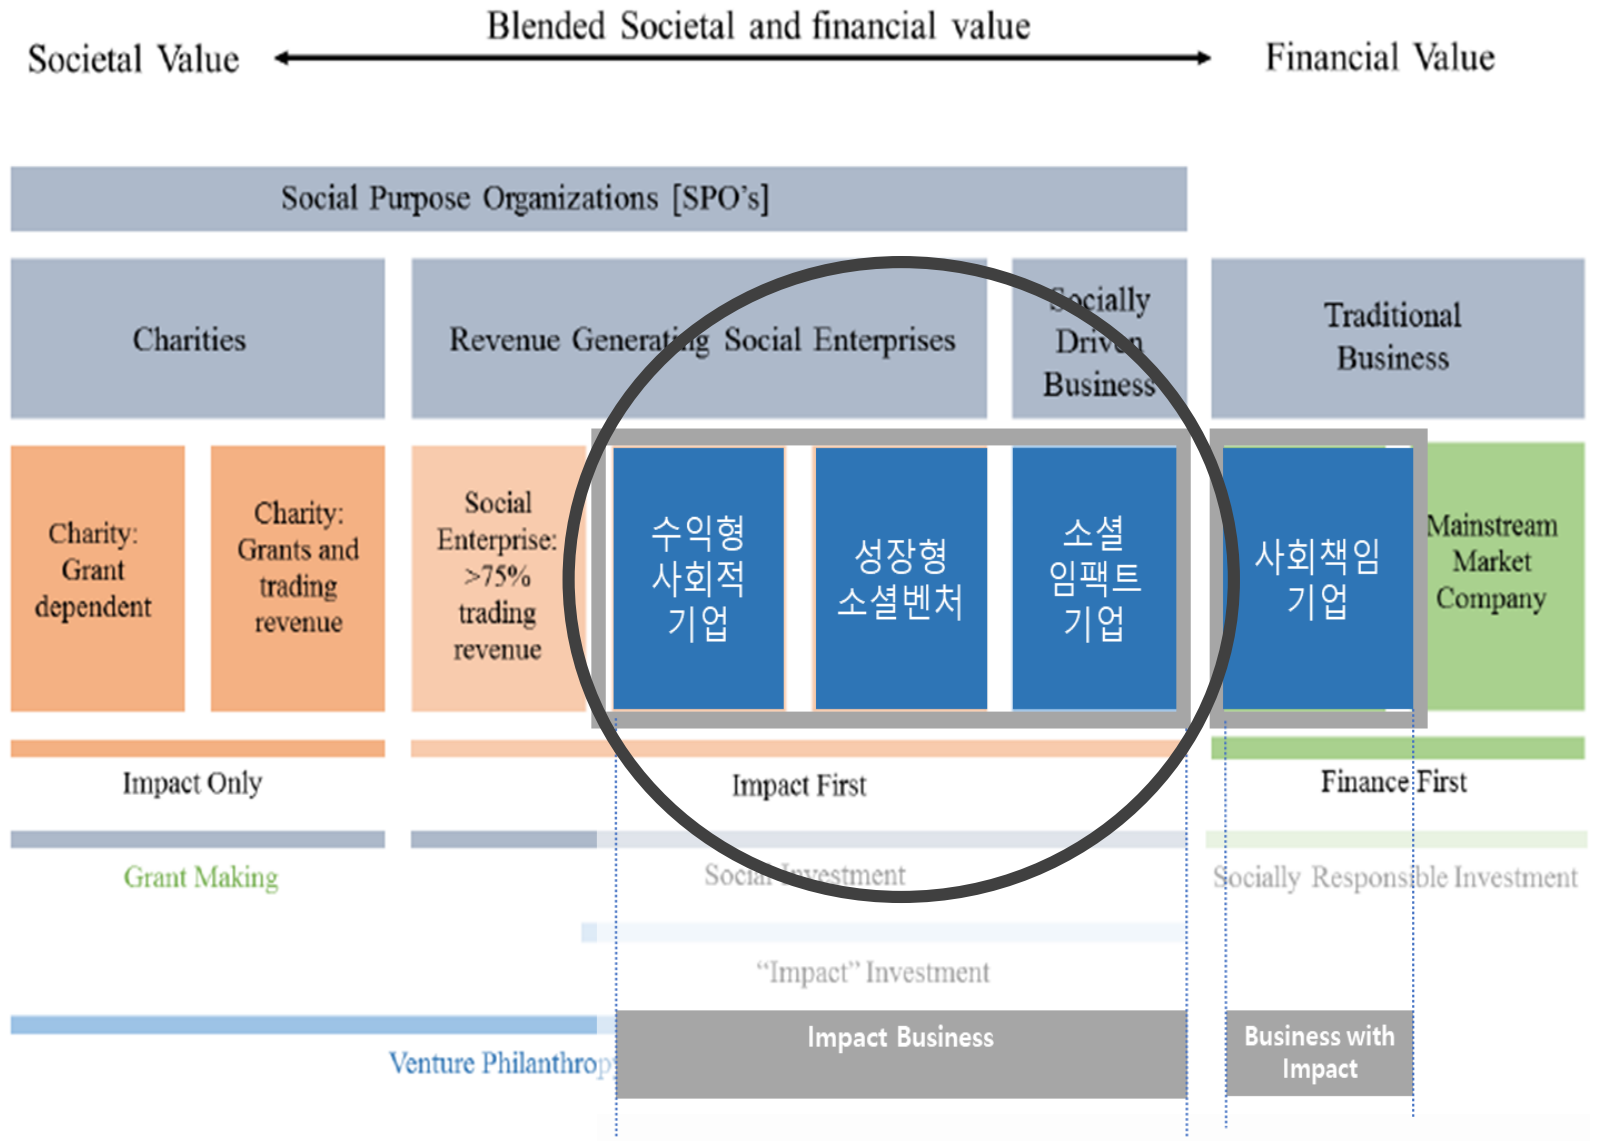 Blended Societal and financial value
Societal Value
Financial Value
Social Purpose Organizations [SPO's]
Charities
Revenue Generating Social Enterprises
Socially
Driven
Business
Traditional
Business
Charity:
Grant
dependent
Charity:
Grants and
trading
revenue
Social
Enterprise:
>75%
trading
revenue
수익형
사회적
기업
성장형
소셜벤처
소셜
임팩트
기업
사회책임
기업
Mainstream
Market
Company
Impact Only
Impact First
Finance First
Grant Making
Social Investment
Socially Responsible Investment
“Impact” Investment
Venture Philanthrop
Impact Business
Business with
Impact